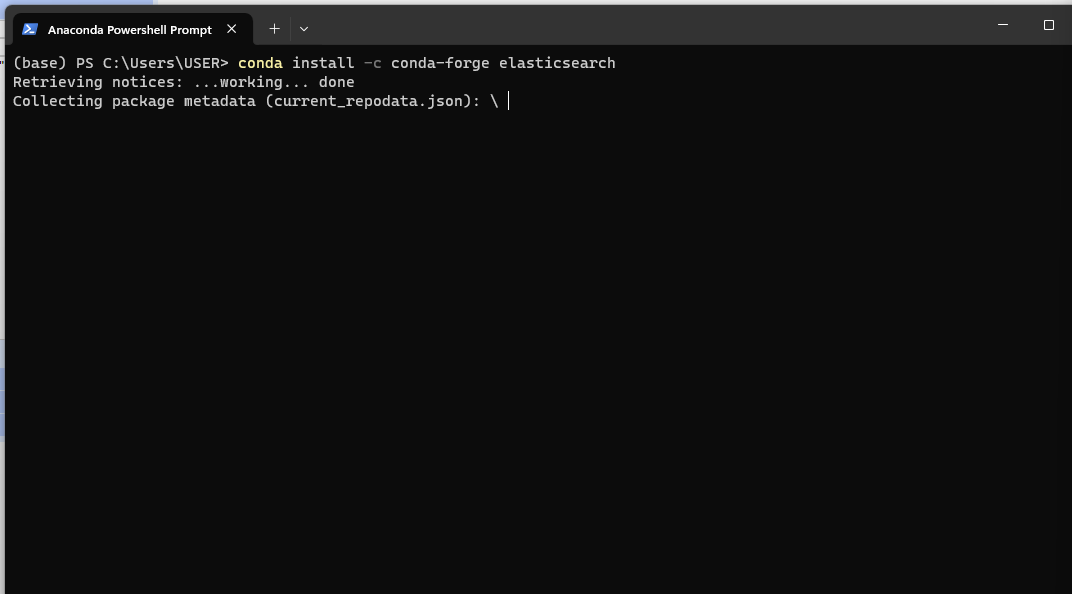 Anaconda Powershell Prompt
(base) PS C:\Users\USER> conda install -c conda-forge elasticsearch
Retrieving notices: ...working... done
Collecting package metadata (current_repodata.json): \